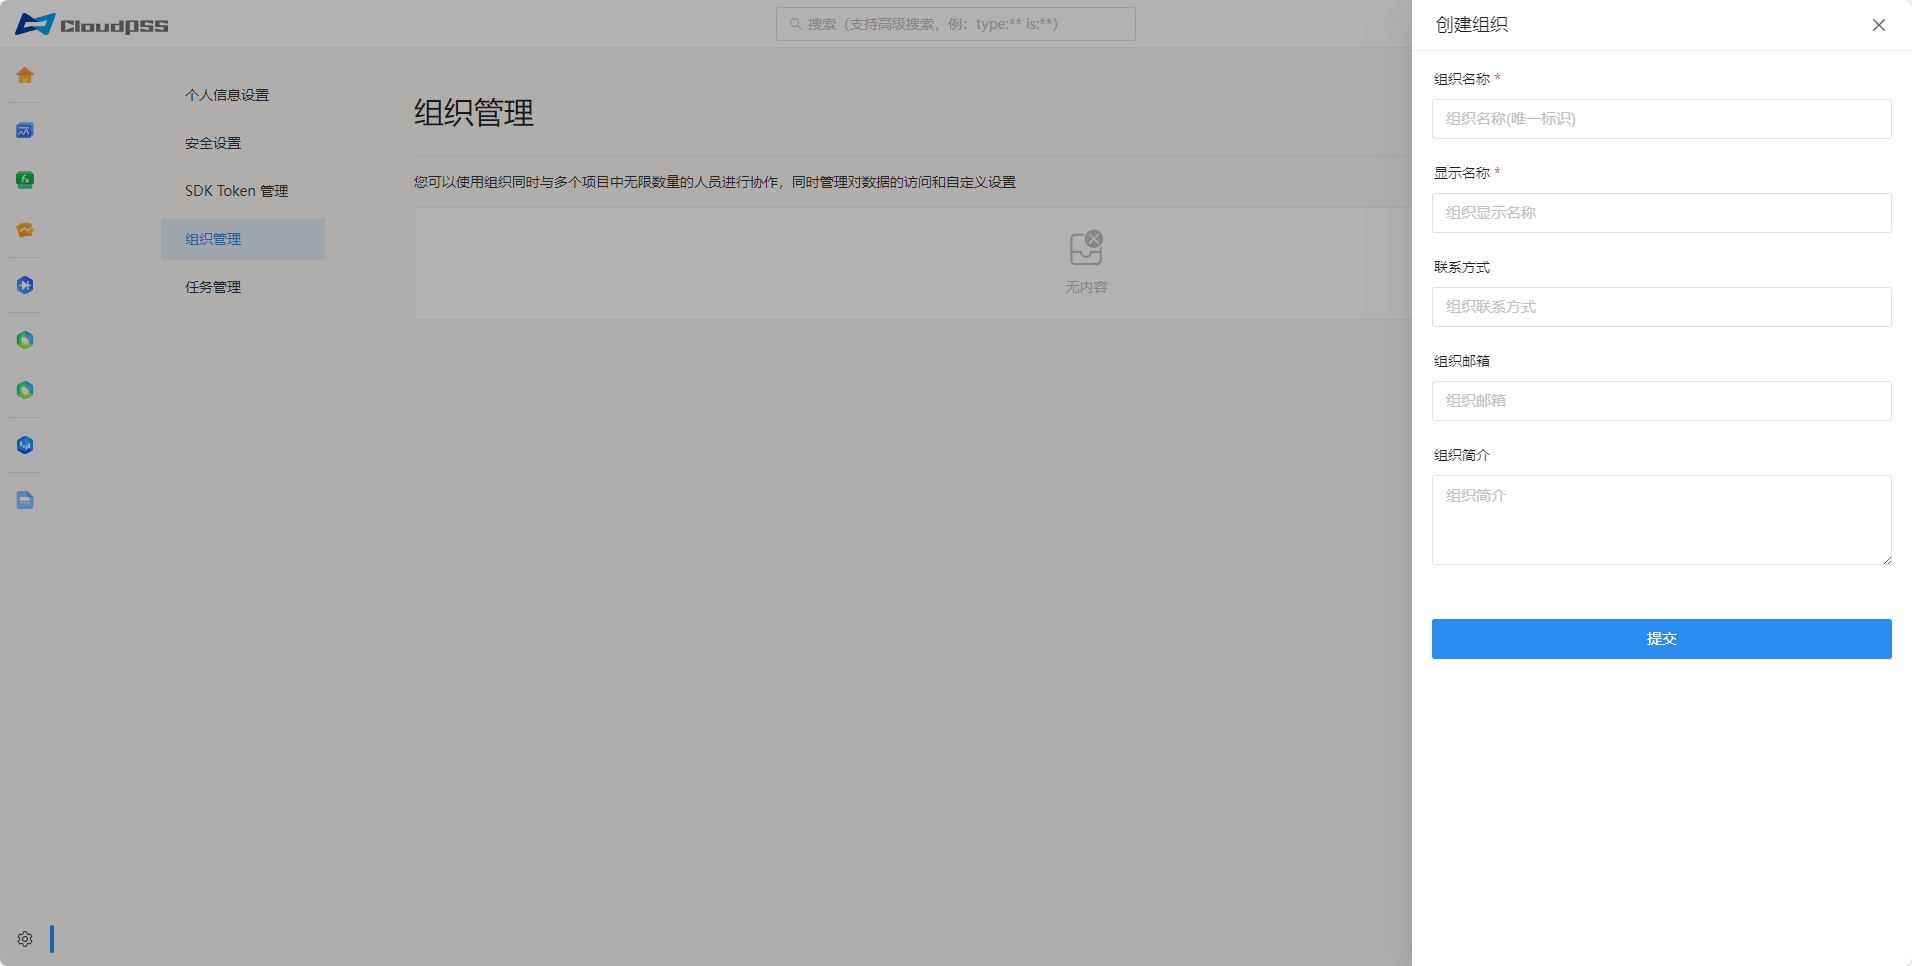 CloudPSS
搜索（支持高级搜索，例：type:** is:**)
个人信息设置
安全设置
SDK Token 管理
组织管理
任务管理
组织管理
您可以使用组织同时与多个项目中无限数量的人员进行协作，同时管理对数据的访问和自定义设置
无内容
创建组织
组织名称 *
组织名称(唯一标识)
显示名称 *
组织显示名称
联系方式
组织联系方式
组织邮箱
组织邮箱
组织简介
组织简介
提交